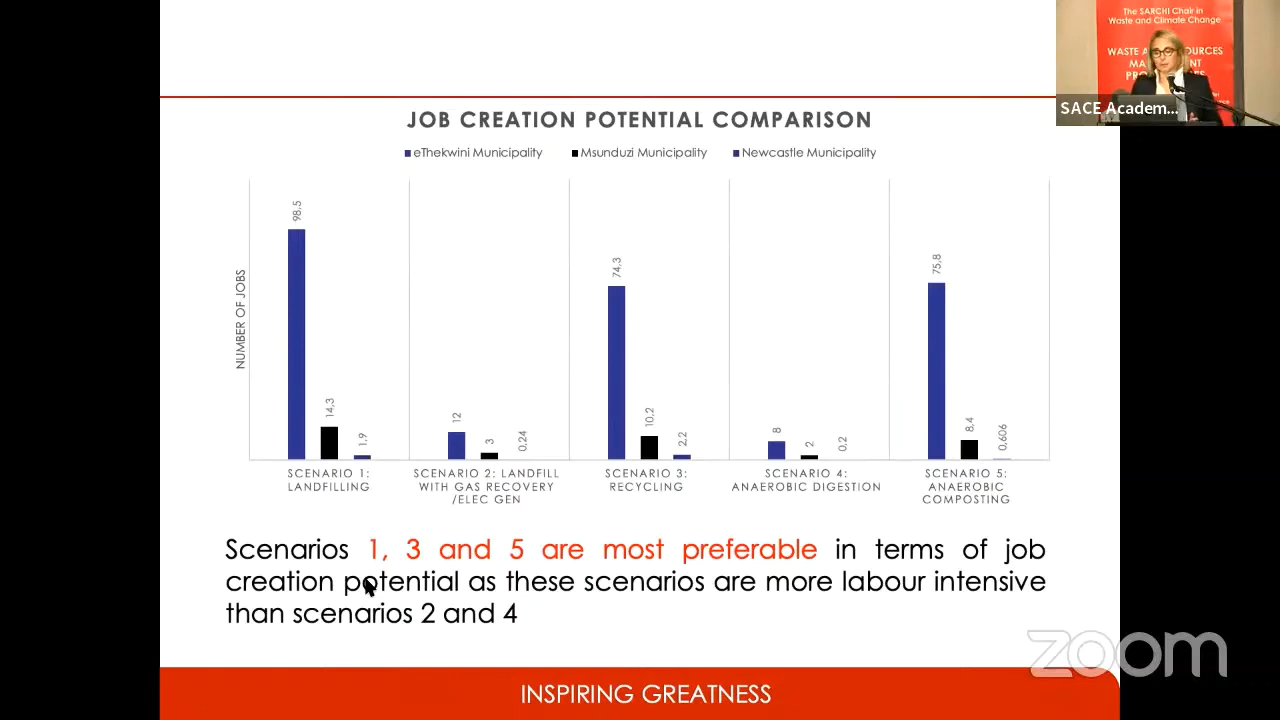 The SARCHI Chair in
Waste and Climate Change
WASTE A
OURCES
SACE Academ...
JOB CREATION POTENTIAL COMPARISON
eThekwini Municipality Msunduzi Municipality Newcastle Municipality
NUMBER OF JOBS
98,5 14,3 1,9 12 3 0,24 74,3 10,2 2,2 8 2 0,2 75,8 8,4 0,606
SCENARIO 1:
LANDFILLING
SCENARIO 2: LANDFILL
WITH GAS RECOVERY
/ELEC GEN
SCENARIO 3:
RECYCLING
SCENARIO 4:
ANAEROBIC DIGESTION
SCENARIO 5:
ANAEROBIC
COMPOSTING
Scenarios 1, 3 and 5 are most preferable in terms of job
creation potential as these scenarios are more labour intensive
than scenarios 2 and 4
zoom
INSPIRING GREATNESS